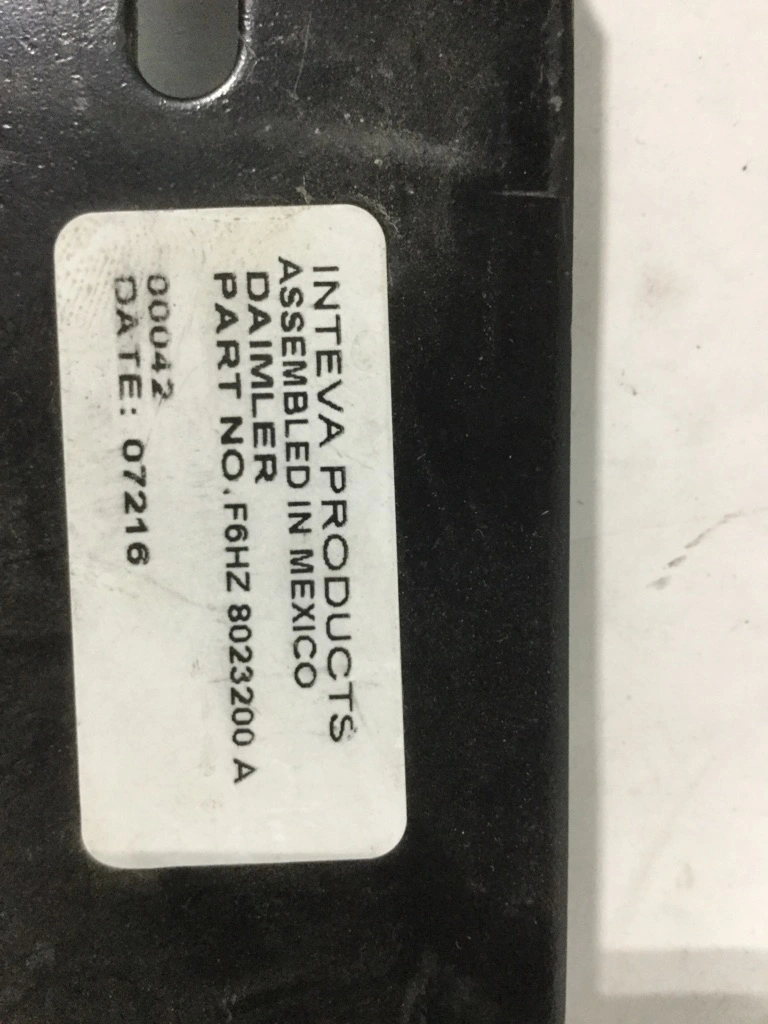 INTEVA PRODUCTS
ASSEMBLED IN MEXICO
DAIMLER
PART NO. F6HZ 8023200 A
00042
DATE: 07216